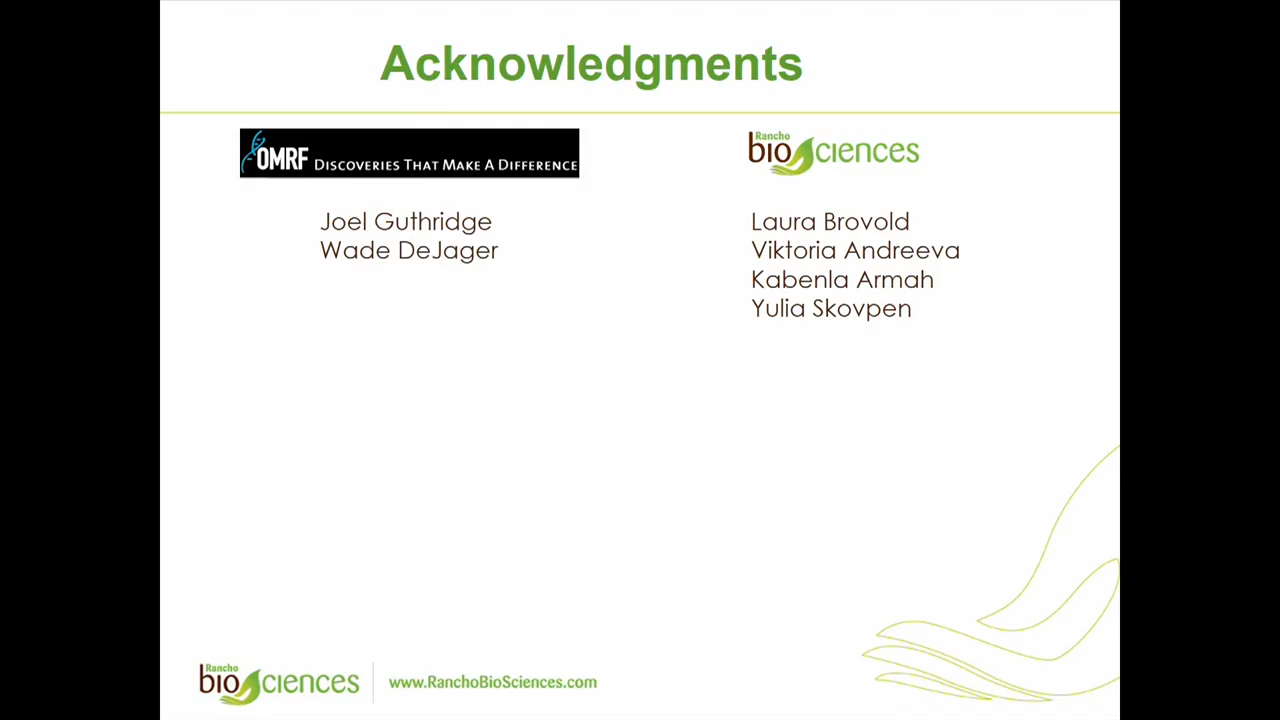 Acknowledgments
OMRF DISCOVERIES THAT MAKE A DIFFERENCE
Joel Guthridge
Wade DeJager
Rancho
bioSciences
Laura Brovold
Viktoria Andreeva
Kabenla Armah
Yulia Skovpen
Rancho
bioSciences
www.RanchoBioSciences.com